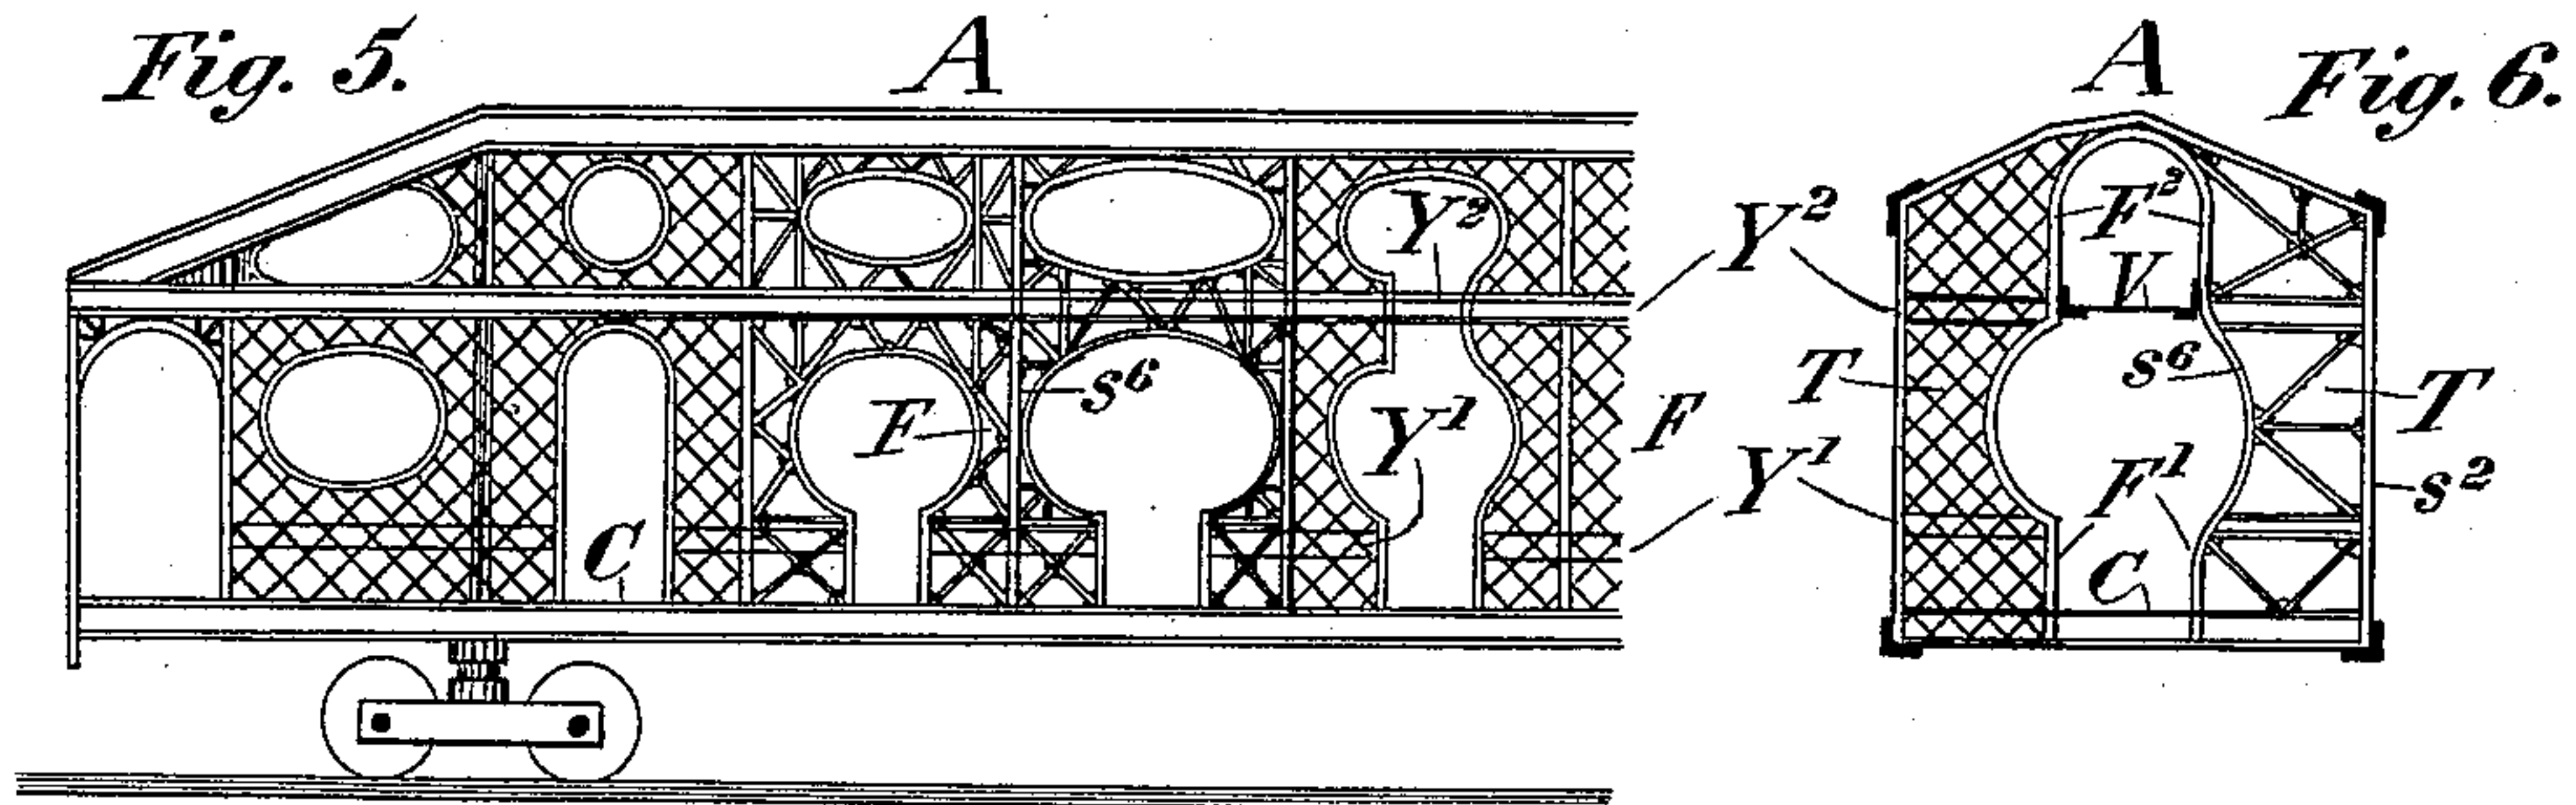 Fig. 5.
A
A
Fig. 6.
Y²
Y²
F²
V
s⁶
s⁶
T
T
F
F
Y¹
Y¹
F¹
s²
C
C